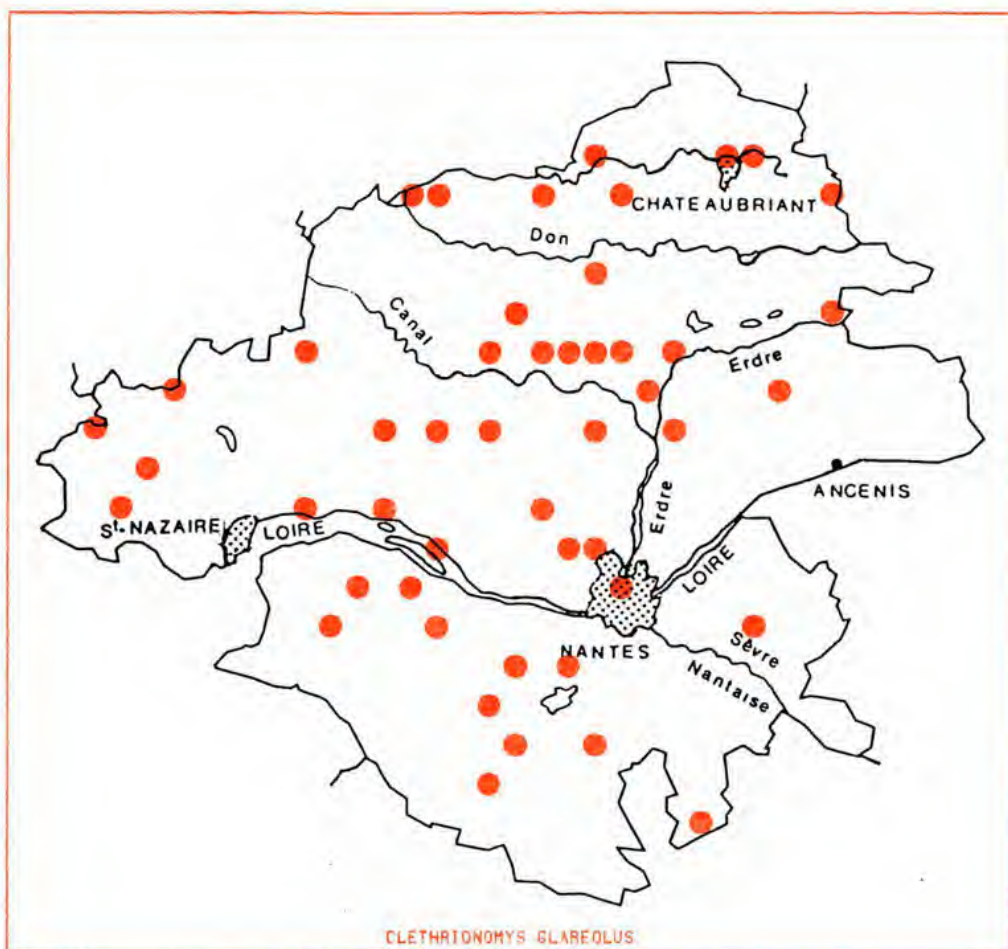 CHATEAUBRIANT
Don
Canal
Erdre
ANCENIS
Erdre
St-NAZAIRE
LOIRE
LOIRE
NANTES
Sèvre
Nantaise
CLETHRIONOMYS GLAREOLUS